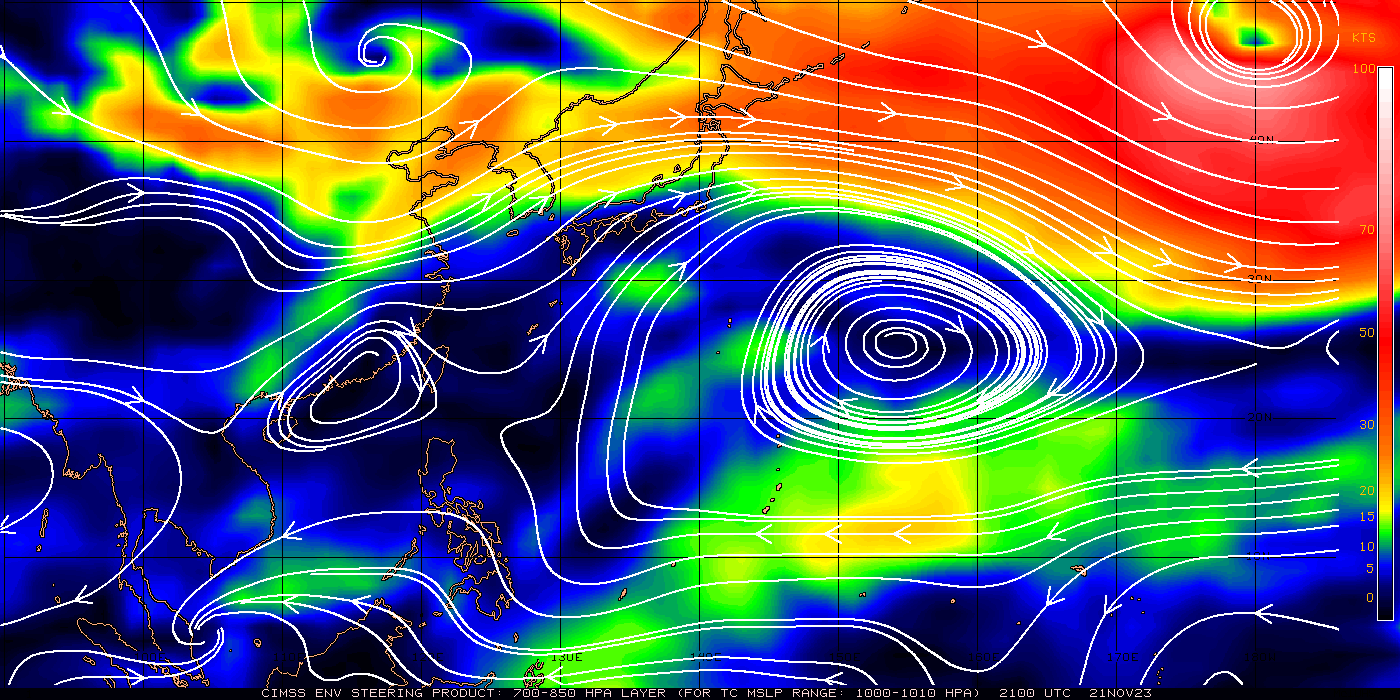 KTS
100
40N
70
30N
50
30
20
15
10
5
0
13UE
CIMSS ENV STEERING PRODUCT: 700-850 HPA LAYER (FOR TC MSLP RANGE: 1000-1010 HPA) 2100 UTC 21NOV23